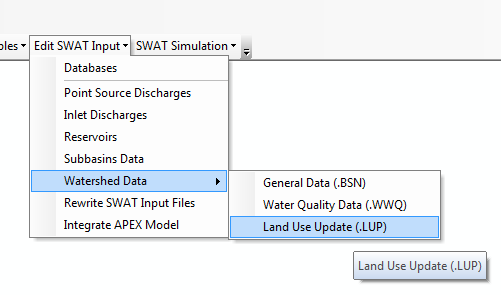 bles Edit SWAT Input SWAT Simulation
Databases
Point Source Discharges
Inlet Discharges
Reservoirs
Subbasins Data
Watershed Data
Rewrite SWAT Input Files
Integrate APEX Model
General Data (.BSN)
Water Quality Data (.WWQ)
Land Use Update (.LUP)
Land Use Update (.LUP)